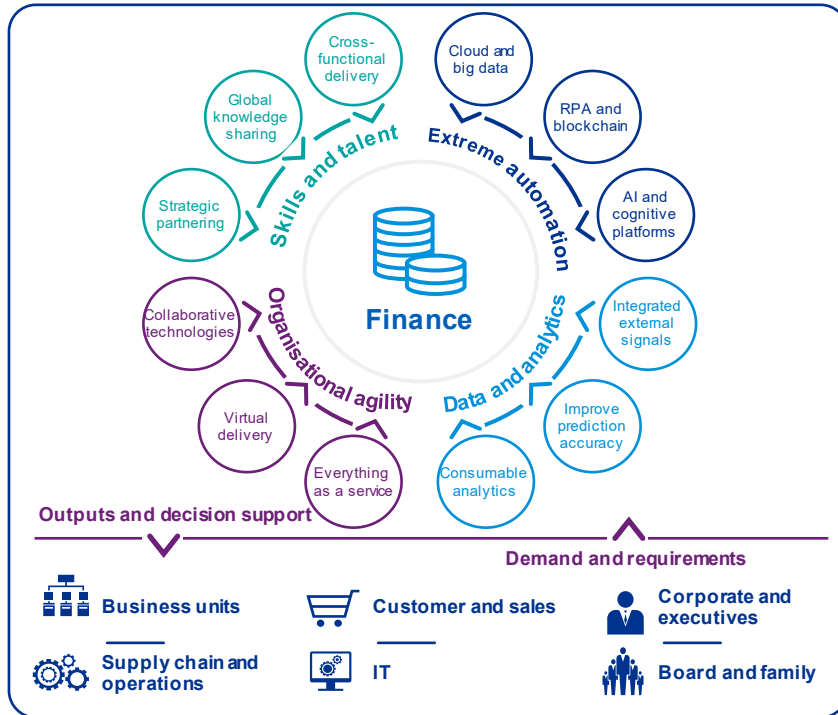 Cross-
functional
delivery
Cloud and
big data
Global
knowledge
sharing
RPA and
blockchain
Strategic
partnering
AI and
cognitive
platforms
Skills and talent
Extreme automation
Finance
Collaborative
technologies
Integrated
external
signals
Organisational agility
Data and analytics
Virtual
delivery
Improve
prediction
accuracy
Everything
as a service
Consumable
analytics
Outputs and decision support
Demand and requirements
Business units
Customer and sales
Corporate and
executives
Supply chain and
operations
IT
Board and family